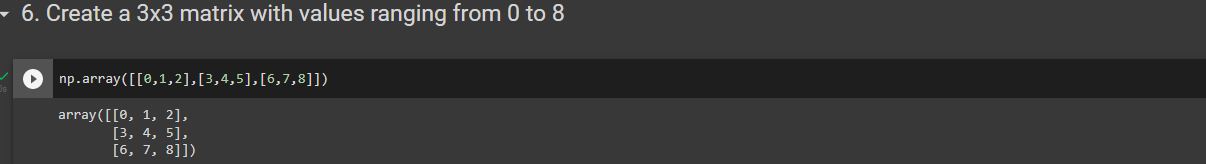 6. Create a 3x3 matrix with values ranging from 0 to 8
np.array([[0,1,2],[3,4,5],[6,7,8]])
array([[0, 1, 2],
       [3, 4, 5],
       [6, 7, 8]])